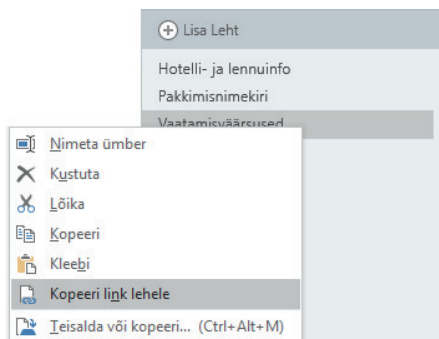 Lisa Leht
Hotelli- ja lennuinfo
Pakkimisnimekiri
Vaatamisväärsused
Nimeta ümber
Kustuta
Lõika
Kopeeri
Kleebi
Kopeeri link lehele
Teisalda või kopeeri... (Ctrl+Alt+M)